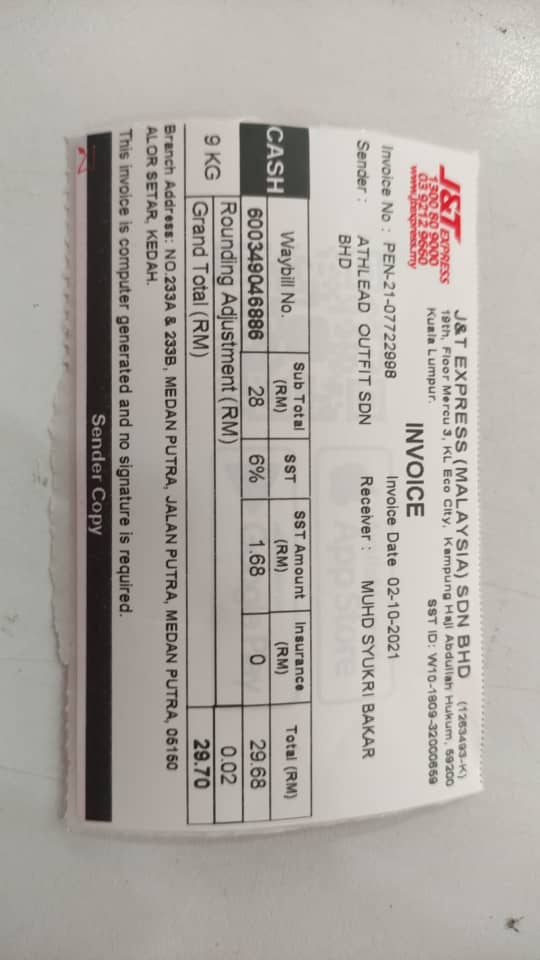 J&T EXPRESS
1300 80 9000
03 9212 9660
www.jtexpress.my
J&T EXPRESS (MALAYSIA) SDN BHD (1263493-K)
19th, Floor Mercu 3, KL Eco City, Kampung Haji Abdullah Hukum, 59200
Kuala Lumpur.
SST ID: W10-1809-32000659
INVOICE
Invoice No : PEN-21-07722998 Invoice Date 02-10-2021
Sender : ATHLEAD OUTFIT SDN BHD
Receiver : MUHD SYUKRI BAKAR
CASH
Waybill No. Sub Total (RM) SST SST Amount (RM) Insurance (RM) Total (RM)
600349046886 28 6% 1.68 0 29.68
Rounding Adjustment (RM) 0.02
9 KG Grand Total (RM) 29.70
Branch Address: NO.233A & 233B, MEDAN PUTRA, JALAN PUTRA, MEDAN PUTRA, 05150
ALOR SETAR, KEDAH.
This invoice is computer generated and no signature is required.
Sender Copy